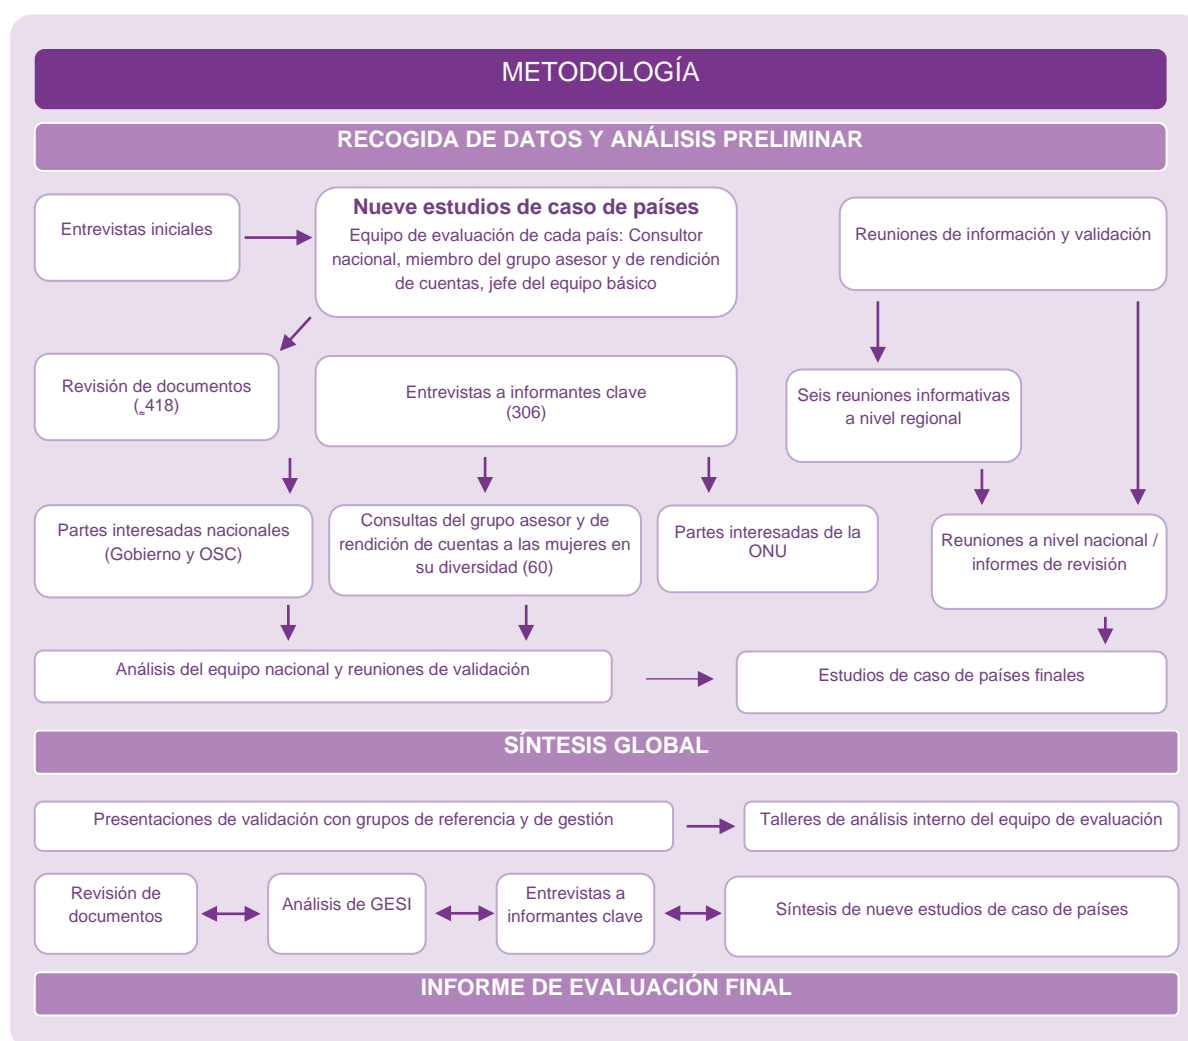 METODOLOGÍA
RECOGIDA DE DATOS Y ANÁLISIS PRELIMINAR
Entrevistas iniciales
Nueve estudios de caso de países
Equipo de evaluación de cada país: Consultor
nacional, miembro del grupo asesor y de rendición
de cuentas, jefe del equipo básico
Reuniones de información y validación
Revisión de documentos
(≈418)
Entrevistas a informantes clave
(306)
Seis reuniones informativas
a nivel regional
Partes interesadas nacionales
(Gobierno y OSC)
Consultas del grupo asesor y de
rendición de cuentas a las mujeres en
su diversidad (60)
Partes interesadas de la
ONU
Reuniones a nivel nacional /
informes de revisión
Análisis del equipo nacional y reuniones de validación
Estudios de caso de países finales
SÍNTESIS GLOBAL
Presentaciones de validación con grupos de referencia y de gestión
Talleres de análisis interno del equipo de evaluación
Revisión de
documentos
Análisis de GESI
Entrevistas a
informantes clave
Síntesis de nueve estudios de caso de países
INFORME DE EVALUACIÓN FINAL